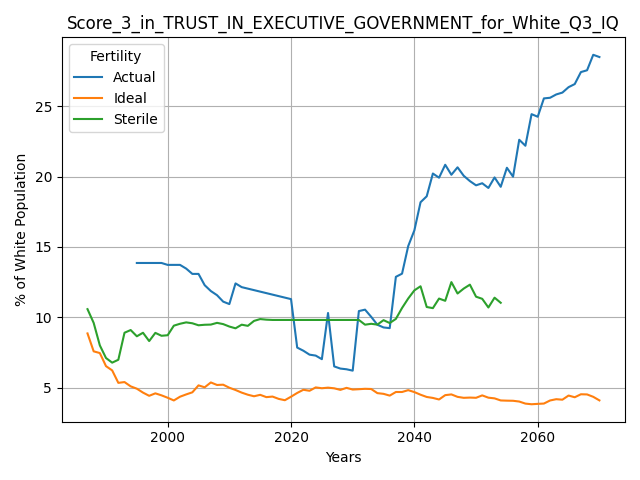 Score_3_in_TRUST_IN_EXECUTIVE_GOVERNMENT_for_White_Q3_IQ
Fertility
Actual
Ideal
Sterile
% of White Population
25
20
15
10
5
2000 2020 2040 2060
Years